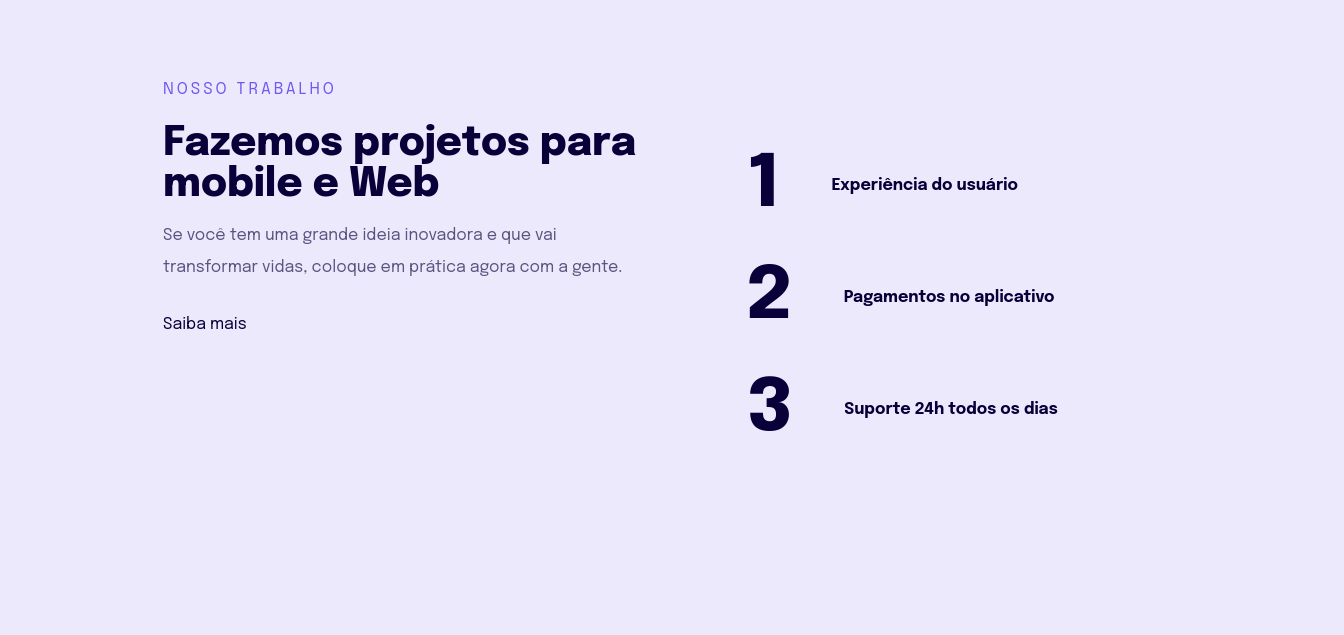 NOSSO TRABALHO
Fazemos projetos para
mobile e Web
Se você tem uma grande ideia inovadora e que vai
transformar vidas, coloque em prática agora com a gente.
Saiba mais
1 Experiência do usuário
2 Pagamentos no aplicativo
3 Suporte 24h todos os dias